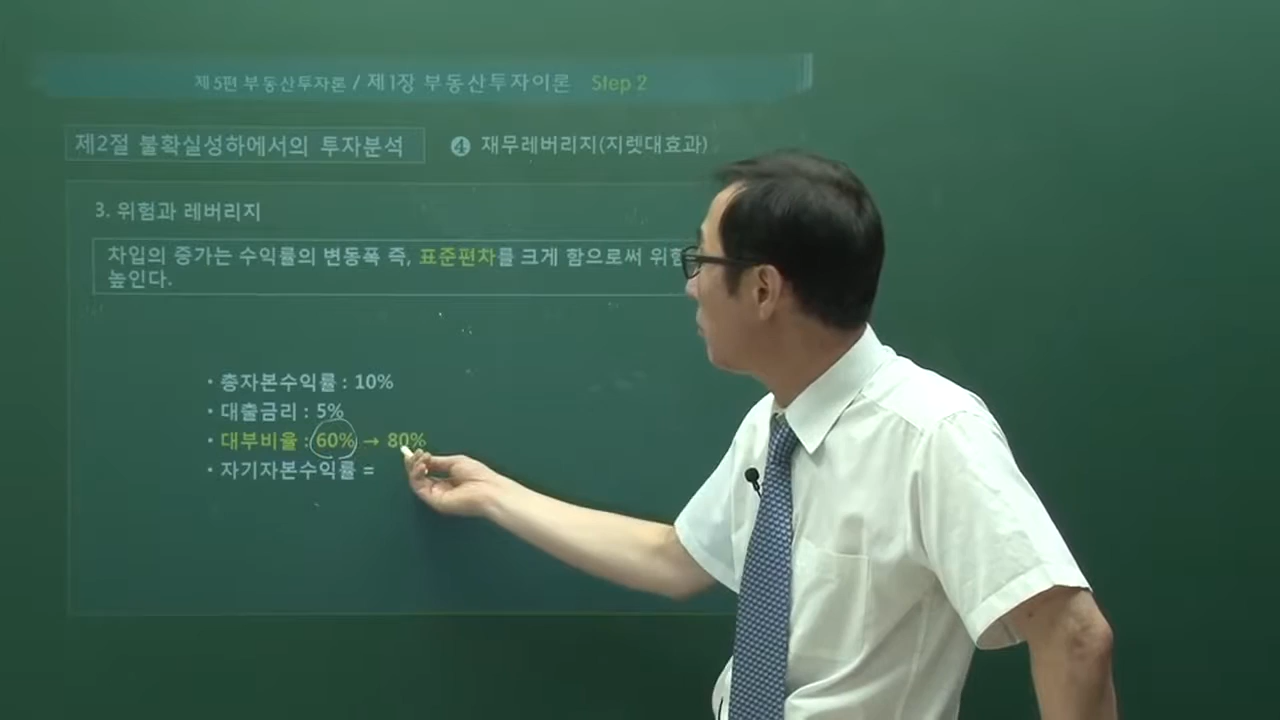 제5편 부동산투자론 / 제1장 부동산투자이론 Step 2
제2절 불확실성하에서의 투자분석 ❹ 재무레버리지(지렛대효과)
3. 위험과 레버리지
차입의 증가는 수익률의 변동폭 즉, 표준편차를 크게 함으로써
높인다.
• 총자본수익률 : 10%
• 대출금리 : 5%
• 대부비율 : 60% → 80%
• 자기자본수익률 =